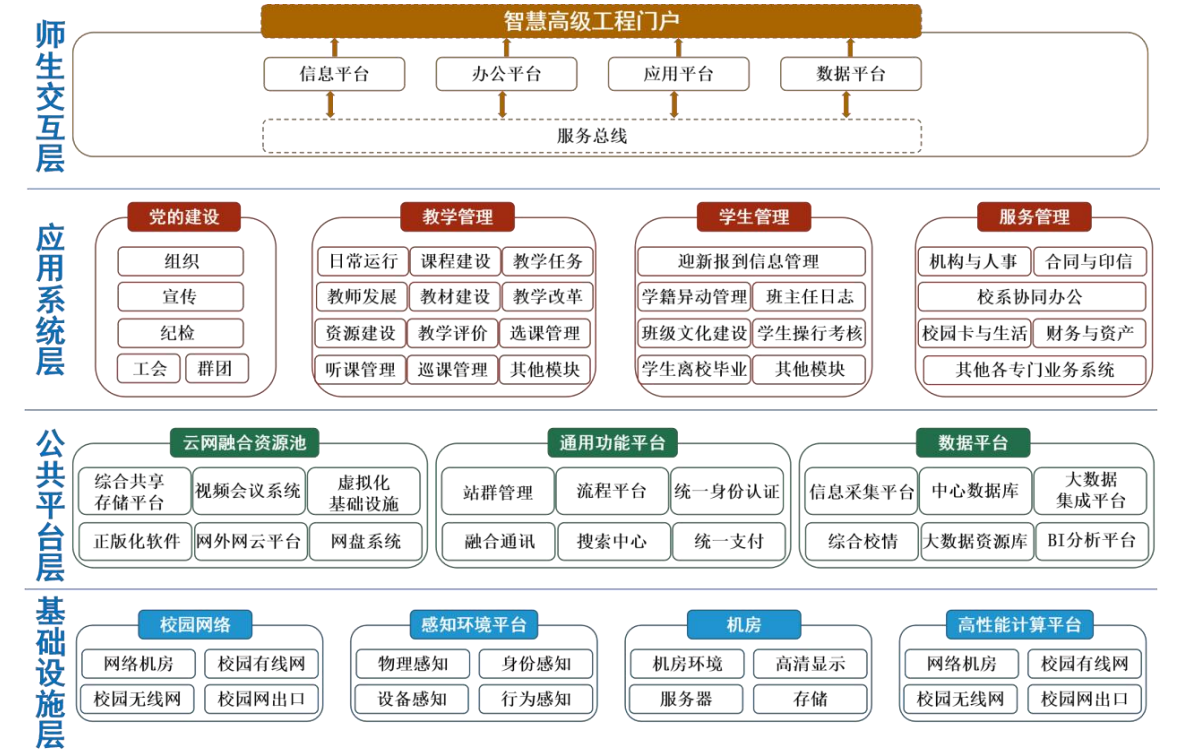 师生交互层
智慧高级工程门户
信息平台
办公平台
应用平台
数据平台
服务总线
应用系统层
党的建设
组织
宣传
纪检
工会
群团
教学管理
日常运行
课程建设
教学任务
教师发展
教材建设
教学改革
资源建设
教学评价
选课管理
听课管理
巡课管理
其他模块
学生管理
迎新报到信息管理
学籍异动管理
班主任日志
班级文化建设
学生操行考核
学生离校毕业
其他模块
服务管理
机构与人事
合同与印信
校系协同办公
校园卡与生活
财务与资产
其他各专门业务系统
公共平台层
云网融合资源池
综合共享
存储平台
视频会议系统
虚拟化
基础设施
正版化软件
网外网云平台
网盘系统
通用功能平台
站群管理
流程平台
统一身份认证
融合通讯
搜索中心
统一支付
数据平台
信息采集平台
中心数据库
大数据
集成平台
综合校情
大数据资源库
BI分析平台
基础设施层
校园网络
网络机房
校园有线网
校园无线网
校园网出口
感知环境平台
物理感知
身份感知
设备感知
行为感知
机房
机房环境
高清显示
服务器
存储
高性能计算平台
网络机房
校园有线网
校园无线网
校园网出口